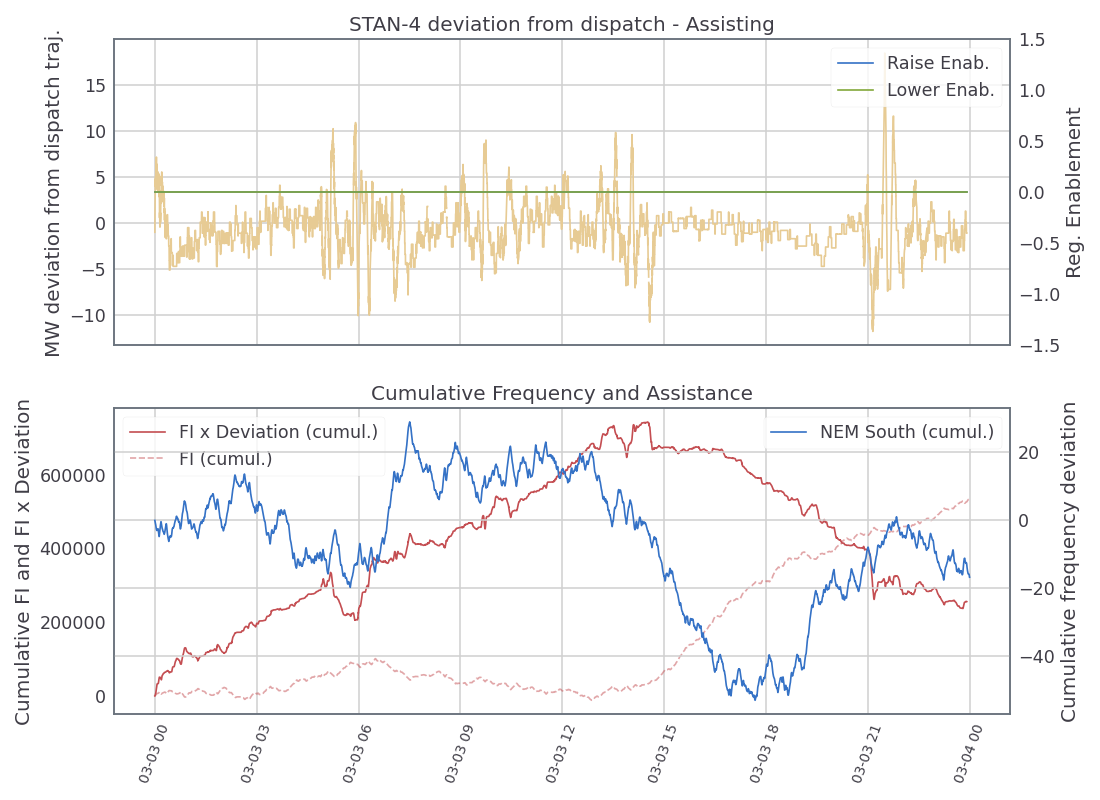 STAN-4 deviation from dispatch - Assisting
MW deviation from dispatch traj.
15
10
5
0
−5
−10
Raise Enab.
Lower Enab.
1.5
1.0
0.5
0.0
−0.5
−1.0
−1.5
Reg. Enablement
Cumulative Frequency and Assistance
Cumulative FI and FI x Deviation
600000
400000
200000
0
FI x Deviation (cumul.)
FI (cumul.)
NEM South (cumul.)
20
0
−20
−40
Cumulative frequency deviation
03-03 00
03-03 03
03-03 06
03-03 09
03-03 12
03-03 15
03-03 18
03-03 21
03-04 00